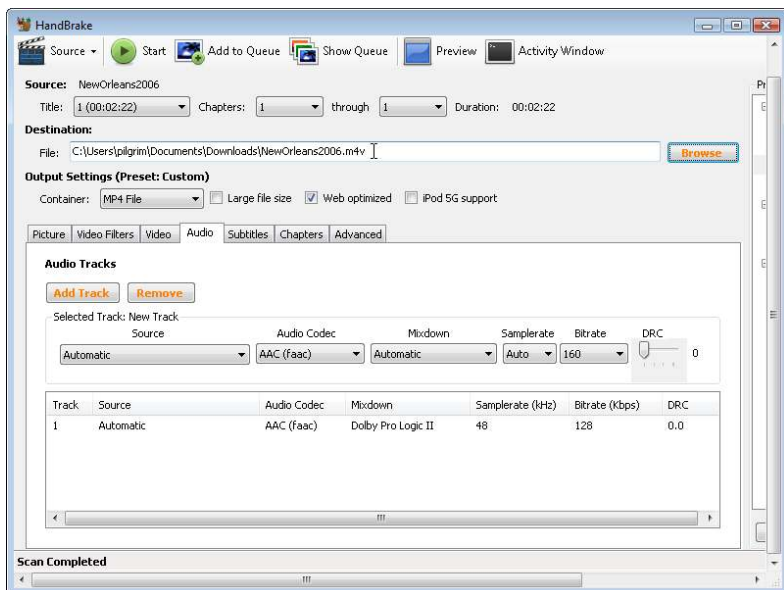 HandBrake
Source Start Add to Queue Show Queue Preview Activity Window
Source: NewOrleans2006
Title: 1 (00:02:22) Chapters: 1 through 1 Duration: 00:02:22
Destination:
File: C:\Users\pilgrim\Documents\Downloads\NewOrleans2006.m4v Browse
Output Settings (Preset: Custom)
Container: MP4 File Large file size Web optimized iPod 5G support
Picture Video Filters Video Audio Subtitles Chapters Advanced
Audio Tracks
Add Track Remove
Selected Track: New Track
Source Audio Codec Mixdown Samplerate Bitrate DRC
Automatic AAC (faac) Automatic Auto 160 0
Track Source Audio Codec Mixdown Samplerate (kHz) Bitrate (Kbps) DRC
1 Automatic AAC (faac) Dolby Pro Logic II 48 128 0.0
Scan Completed